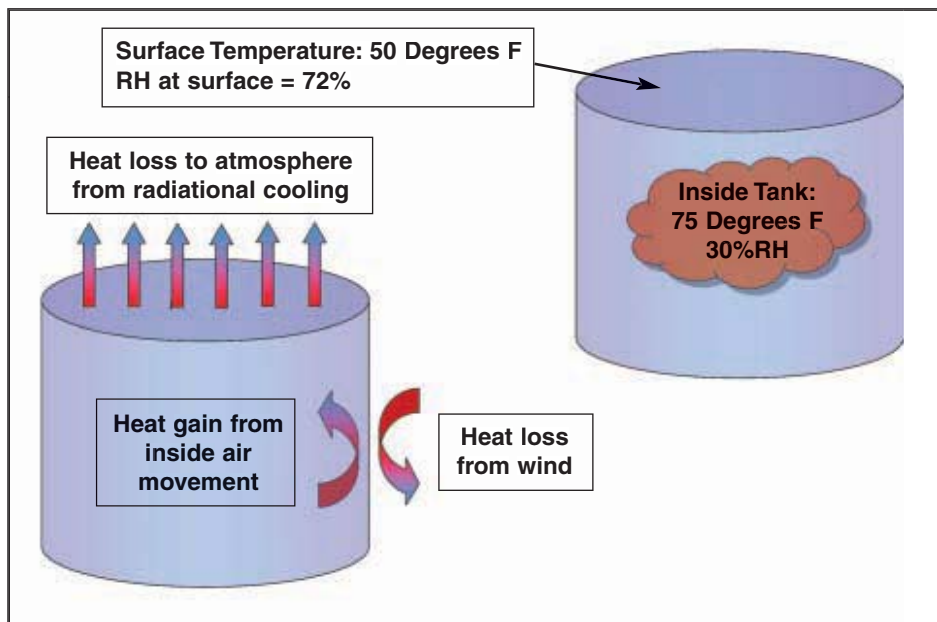 Surface Temperature: 50 Degrees F
RH at surface = 72%
Heat loss to atmosphere
from radiational cooling
Inside Tank:
75 Degrees F
30%RH
Heat gain from
inside air
movement
Heat loss
from wind